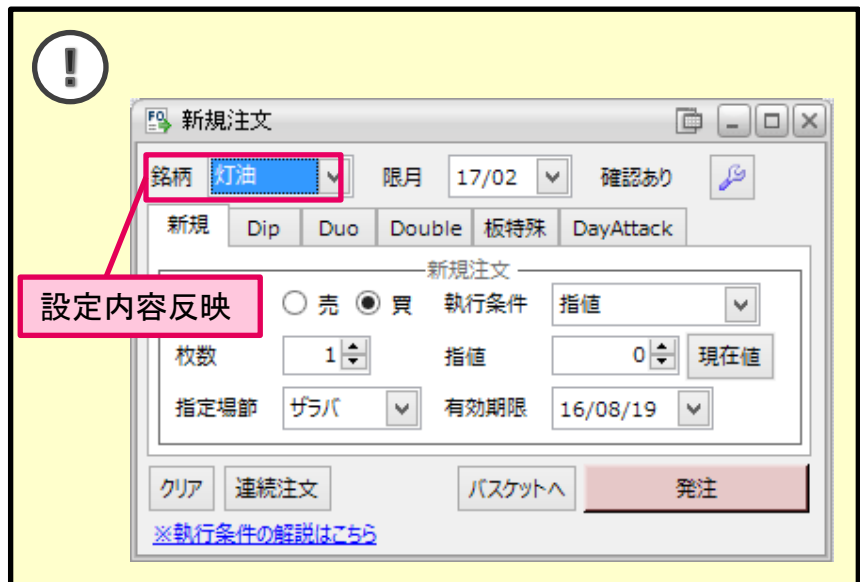 !
FO 新規注文
銘柄 灯油 限月 17/02 確認あり
新規 Dip Duo Double 板特殊 DayAttack
新規注文
設定内容反映 売 買 執行条件 指値
枚数 1 指値 0 現在値
指定場節 ザラバ 有効期限 16/08/19
クリア 連続注文 バスケットへ 発注
※執行条件の解説はこちら